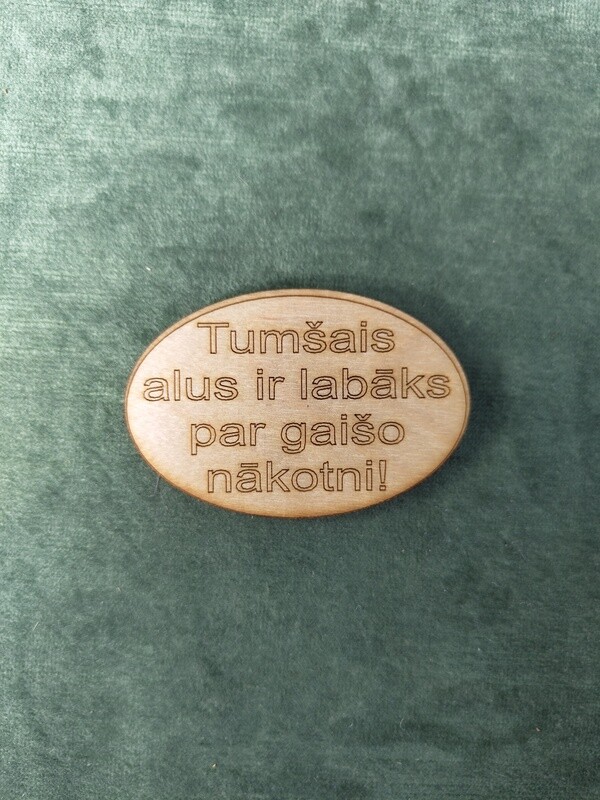 Tumšais
alus ir labāks
par gaišo
nākotni!